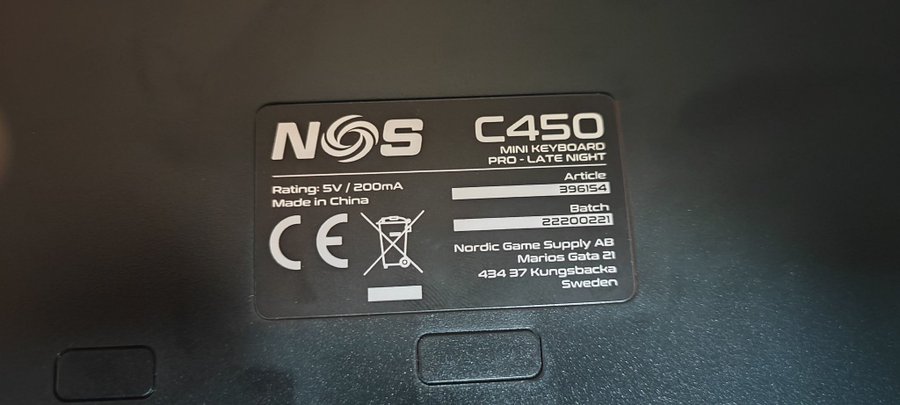 NOS
C450
MINI KEYBOARD
PRO - LATE NIGHT
Rating: 5V / 200mA
Made in China
CE
Article
396154
Batch
22200221
Nordic Game Supply AB
Marios Gata 21
434 37 Kungsbacka
Sweden